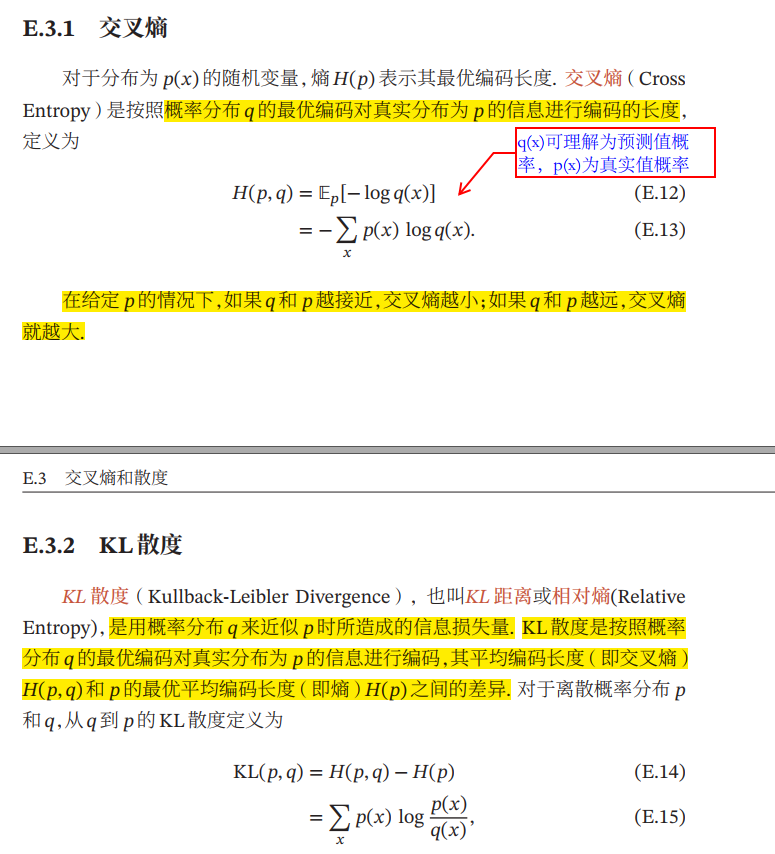 E.3.1 交叉熵
对于分布为 p(x) 的随机变量，熵 H(p) 表示其最优编码长度. 交叉熵（Cross
Entropy）是按照概率分布 q 的最优编码对真实分布为 p 的信息进行编码的长度，
定义为
q(x)可理解为预测值概
率，p(x)为真实值概率
H(p, q) = 𝔼p[− log q(x)] (E.12)
= − ∑x p(x) log q(x). (E.13)
在给定 p 的情况下，如果 q 和 p 越接近，交叉熵越小；如果 q 和 p 越远，交叉熵
就越大.
E.3 交叉熵和散度
E.3.2 KL 散度
KL 散度（Kullback-Leibler Divergence），也叫KL 距离或相对熵(Relative
Entropy)，是用概率分布 q 来近似 p 时所造成的信息损失量. KL 散度是按照概率
分布 q 的最优编码对真实分布为 p 的信息进行编码，其平均编码长度（即交叉熵）
H(p, q) 和 p 的最优平均编码长度（即熵）H(p) 之间的差异. 对于离散概率分布 p
和 q，从 q 到 p 的 KL 散度定义为
KL(p, q) = H(p, q) − H(p) (E.14)
= ∑x p(x) log p(x)/q(x), (E.15)